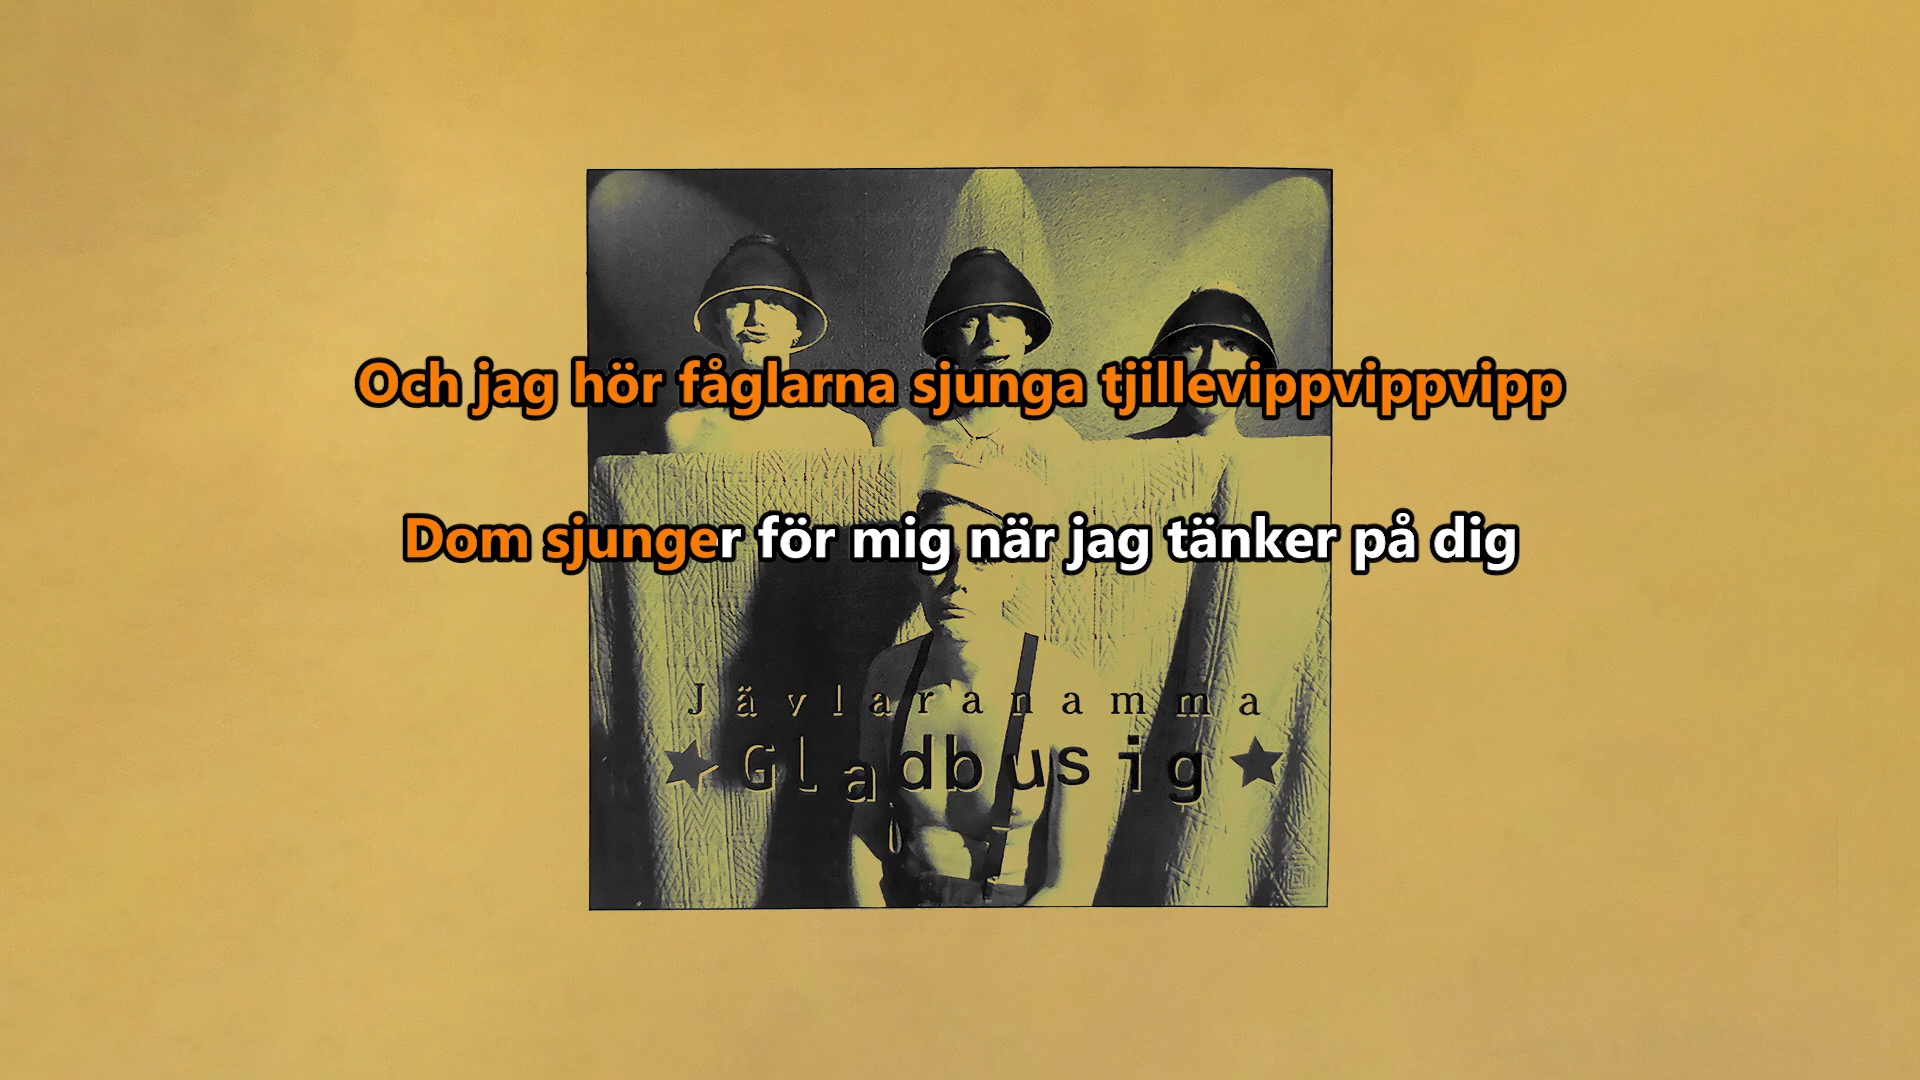 Och jag hör fåglarna sjunga tjillevippvippvipp
Dom sjunger för mig när jag tänker på dig
Jävlaranamma
★ Gladbusig ★